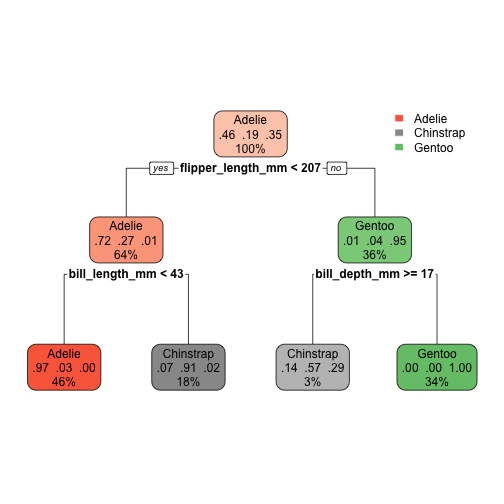 Adelie
.46 .19 .35
100%
Adelie
Chinstrap
Gentoo
yes flipper_length_mm < 207 no
Adelie
.72 .27 .01
64%
Gentoo
.01 .04 .95
36%
bill_length_mm < 43
bill_depth_mm >= 17
Adelie
.97 .03 .00
46%
Chinstrap
.07 .91 .02
18%
Chinstrap
.14 .57 .29
3%
Gentoo
.00 .00 1.00
34%